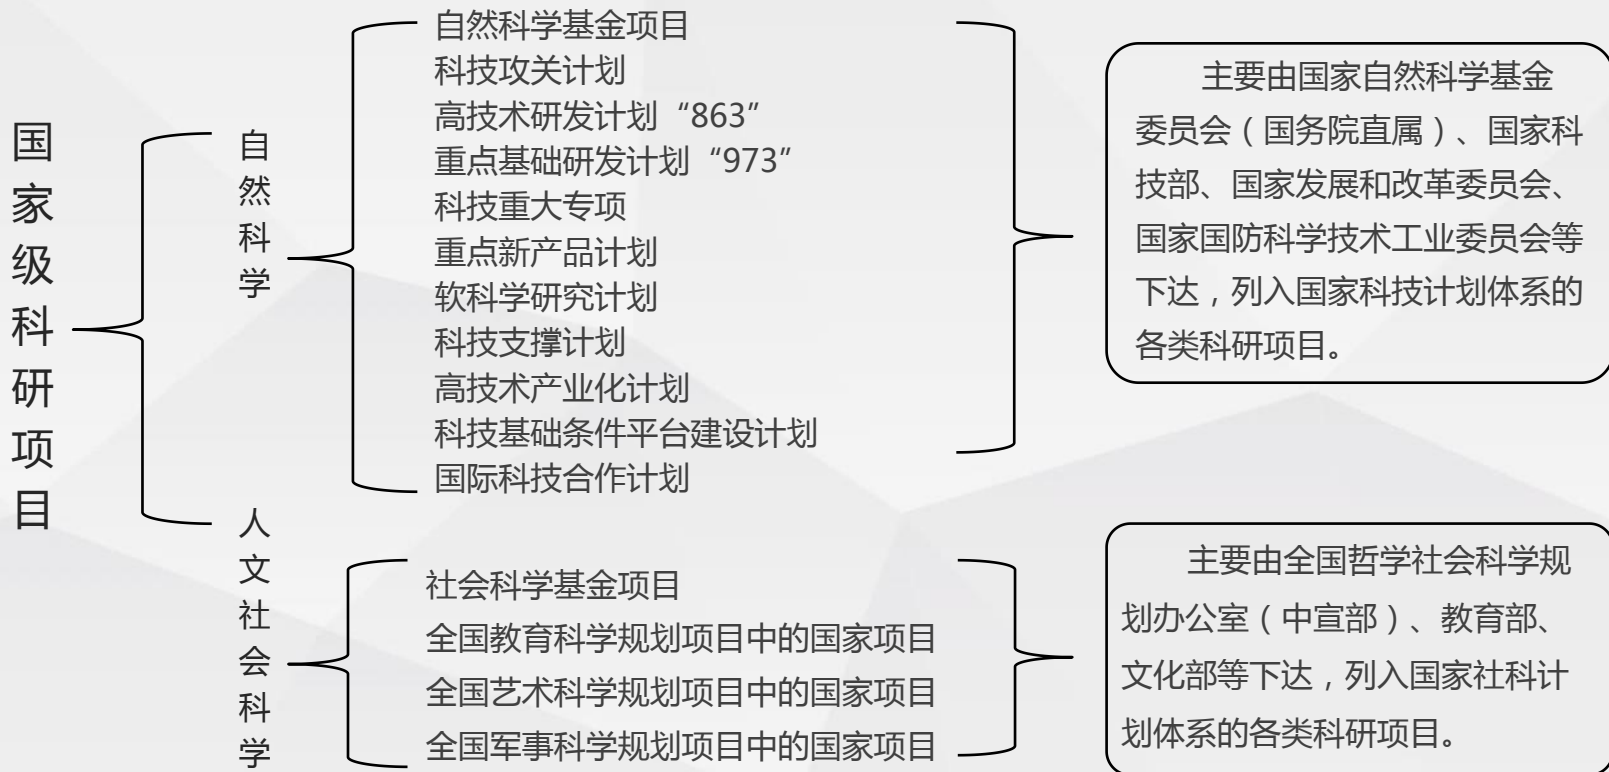 国家级科研项目
自然科学
自然科学基金项目
科技攻关计划
高技术研发计划“863”
重点基础研发计划“973”
科技重大专项
重点新产品计划
软科学研究计划
科技支撑计划
高技术产业化计划
科技基础条件平台建设计划
国际科技合作计划
主要由国家自然科学基金
委员会（国务院直属）、国家科
技部、国家发展和改革委员会、
国家国防科学技术工业委员会等
下达，列入国家科技计划体系的
各类科研项目。
人文社会科学
社会科学基金项目
全国教育科学规划项目中的国家项目
全国艺术科学规划项目中的国家项目
全国军事科学规划项目中的国家项目
主要由全国哲学社会科学规
划办公室（中宣部）、教育部、
文化部等下达，列入国家社科计
划体系的各类科研项目。